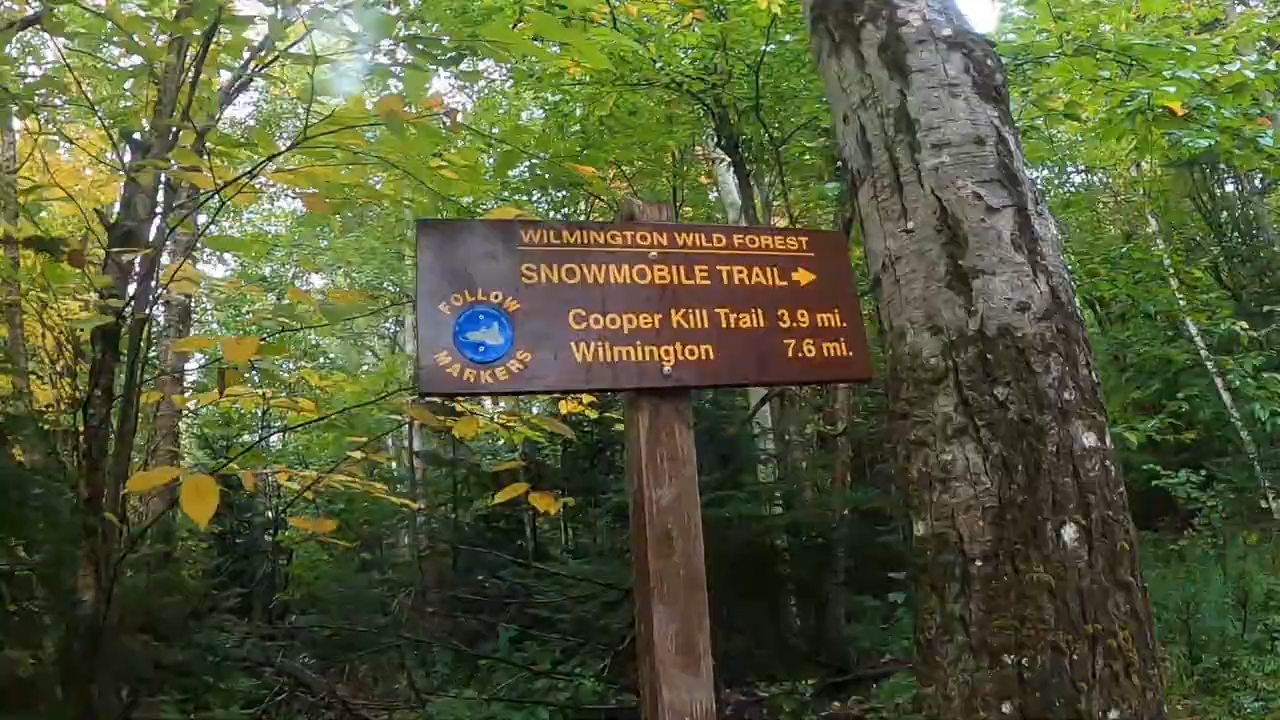 WILMINGTON WILD FOREST
SNOWMOBILE TRAIL →
FOLLOW
MARKERS
Cooper Kill Trail 3.9 mi.
Wilmington 7.6 mi.